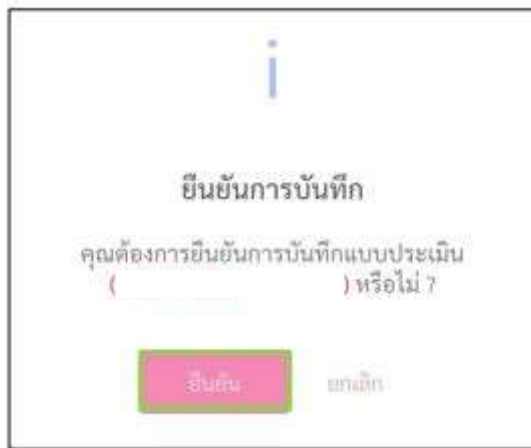 ยืนยันการบันทึก
คุณต้องการยืนยันการบันทึกแบบประเมิน
( ) หรือไม่ ?
ยืนยัน ยกเลิก